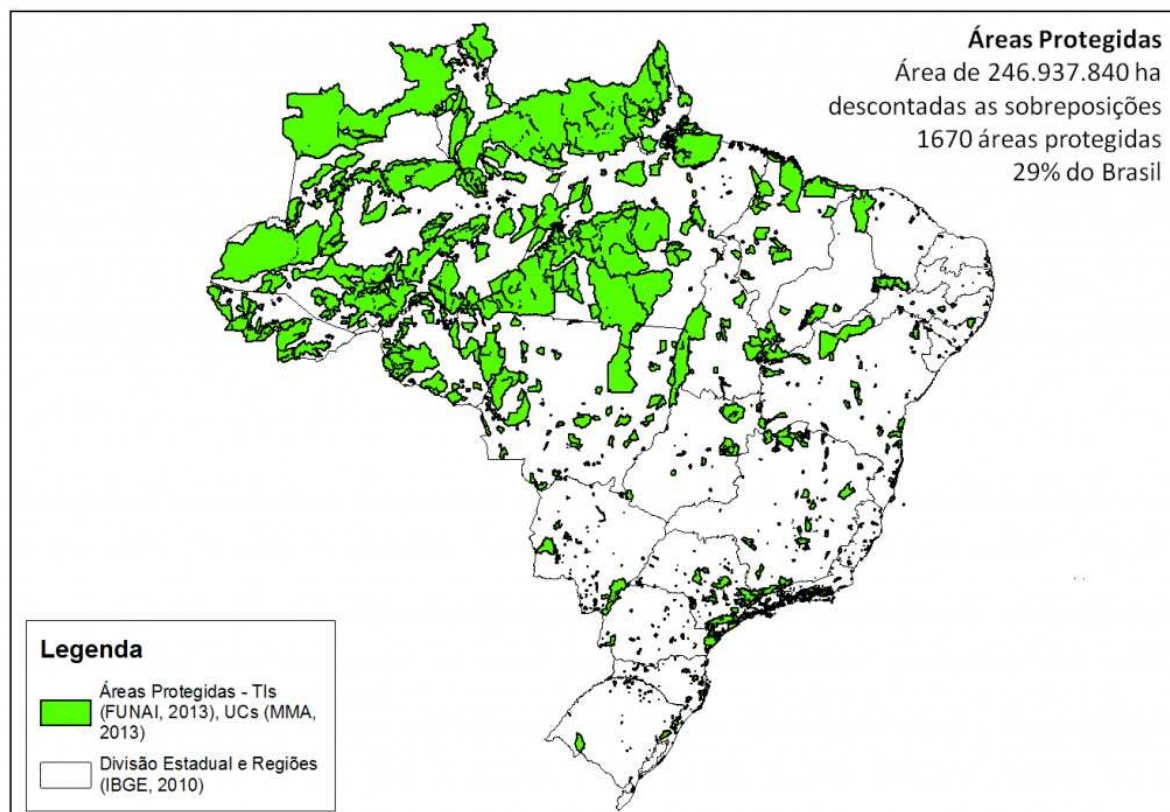 Áreas Protegidas
Área de 246.937.840 ha
descontadas as sobreposições
1670 áreas protegidas
29% do Brasil
Legenda
Áreas Protegidas - TIs
(FUNAI, 2013), UCs (MMA,
2013)
Divisão Estadual e Regiões
(IBGE, 2010)